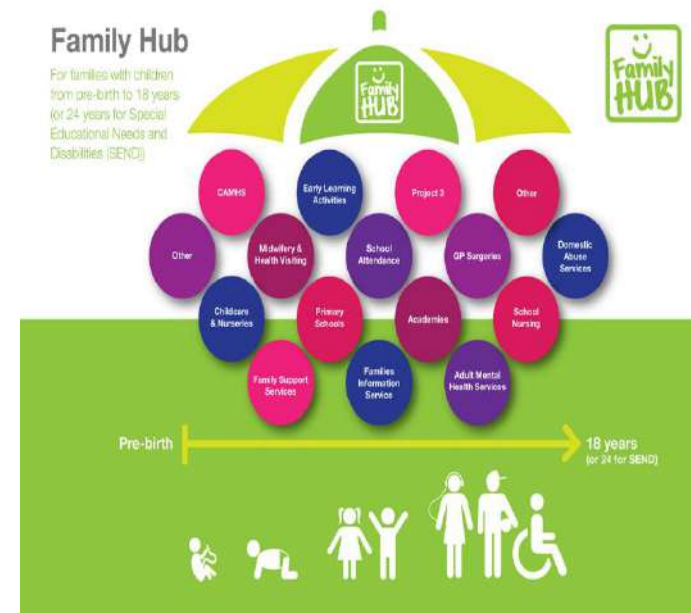 Family Hub
For families with children
from pre-birth to 18 years
(or 24 years for Special
Educational Needs and
Disabilities (SEND))
Family
HUB
Family
HUB
CAMHS
Early Learning
Activities
Project 3
Other
Other
Midwifery &
Health Visiting
School
Attendance
GP Surgeries
Domestic
Abuse
Services
Childcare
& Nurseries
Primary
Schools
Academies
School
Nursing
Family Support
Services
Families
Information
Service
Adult Mental
Health Services
Pre-birth
18 years
(or 24 for SEND)